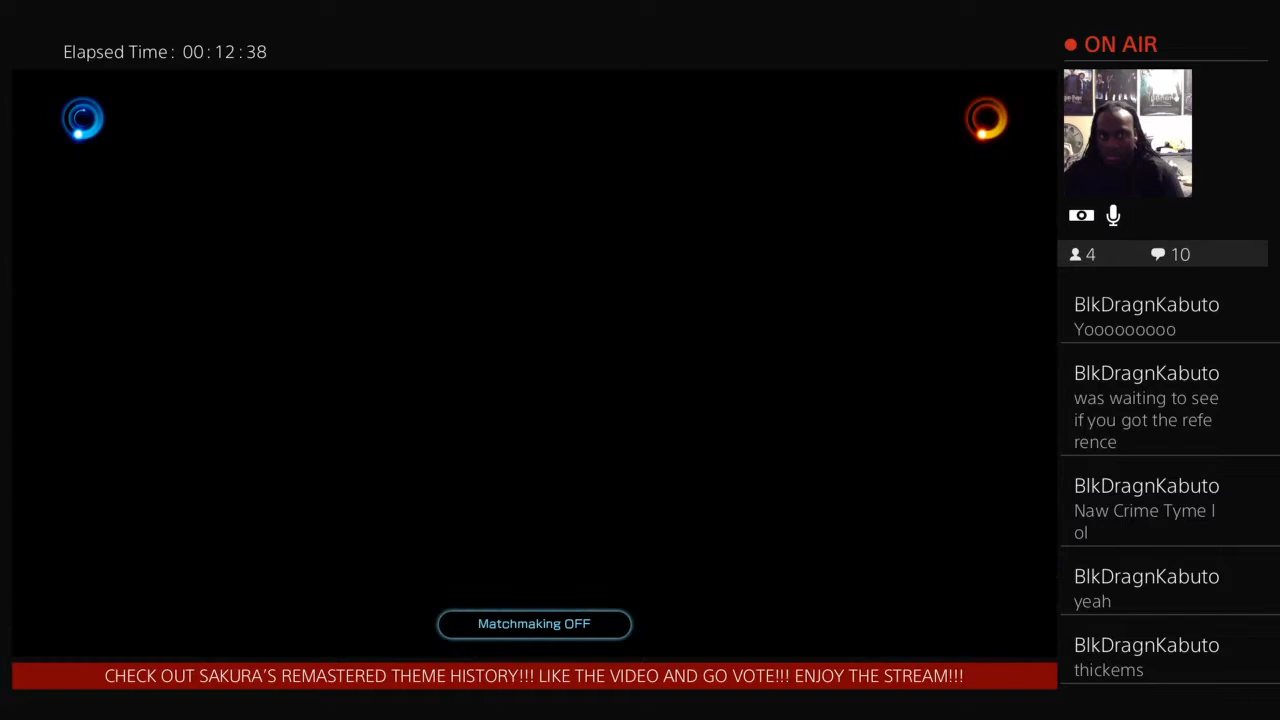 Elapsed Time: 00:12:38
ON AIR
4 10
BlkDragnKabuto
Yooooooooo
BlkDragnKabuto
was waiting to see
if you got the refe
rence
BlkDragnKabuto
Naw Crime Tyme l
ol
BlkDragnKabuto
yeah
BlkDragnKabuto
thickems
Matchmaking OFF
CHECK OUT SAKURA'S REMASTERED THEME HISTORY!!! LIKE THE VIDEO AND GO VOTE!!! ENJOY THE STREAM!!!